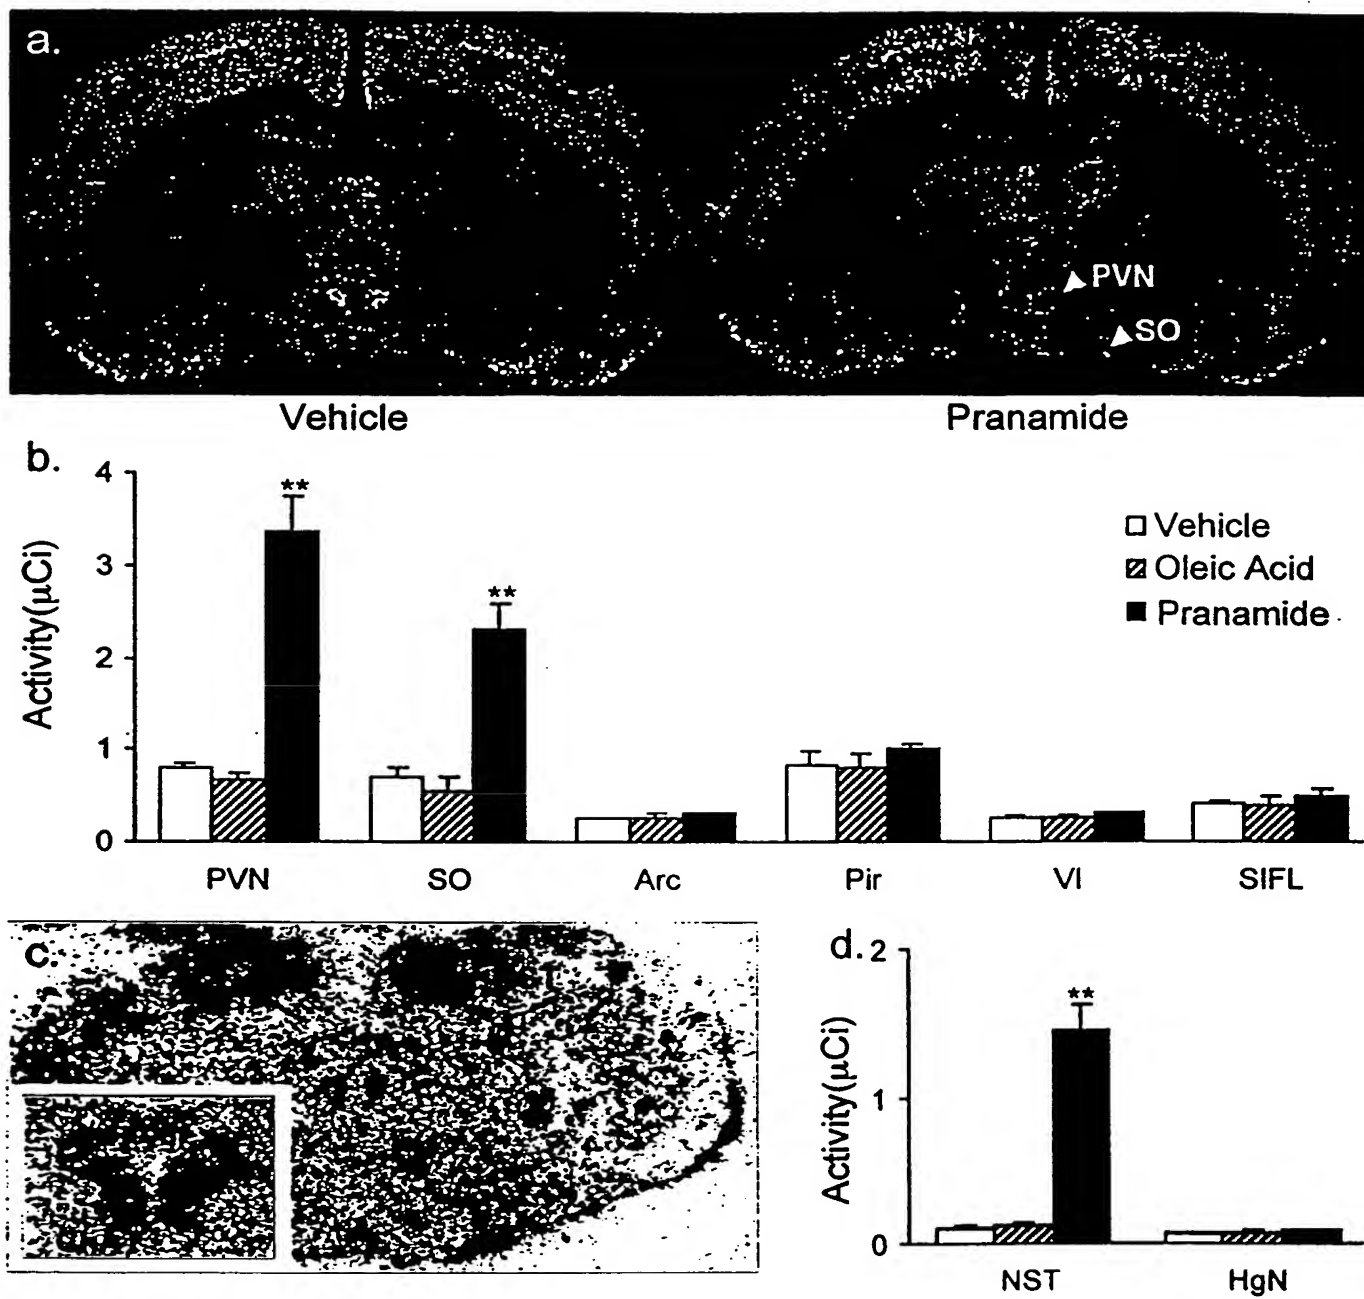 a.
PVN
SO
Vehicle
Pranamide
b.
4
3
2
1
0
Activity(μCi)
**
**
Vehicle
Oleic Acid
Pranamide
PVN SO Arc Pir VI SIFL
c.
d.
2
1
0
Activity(μCi)
**
NST HgN